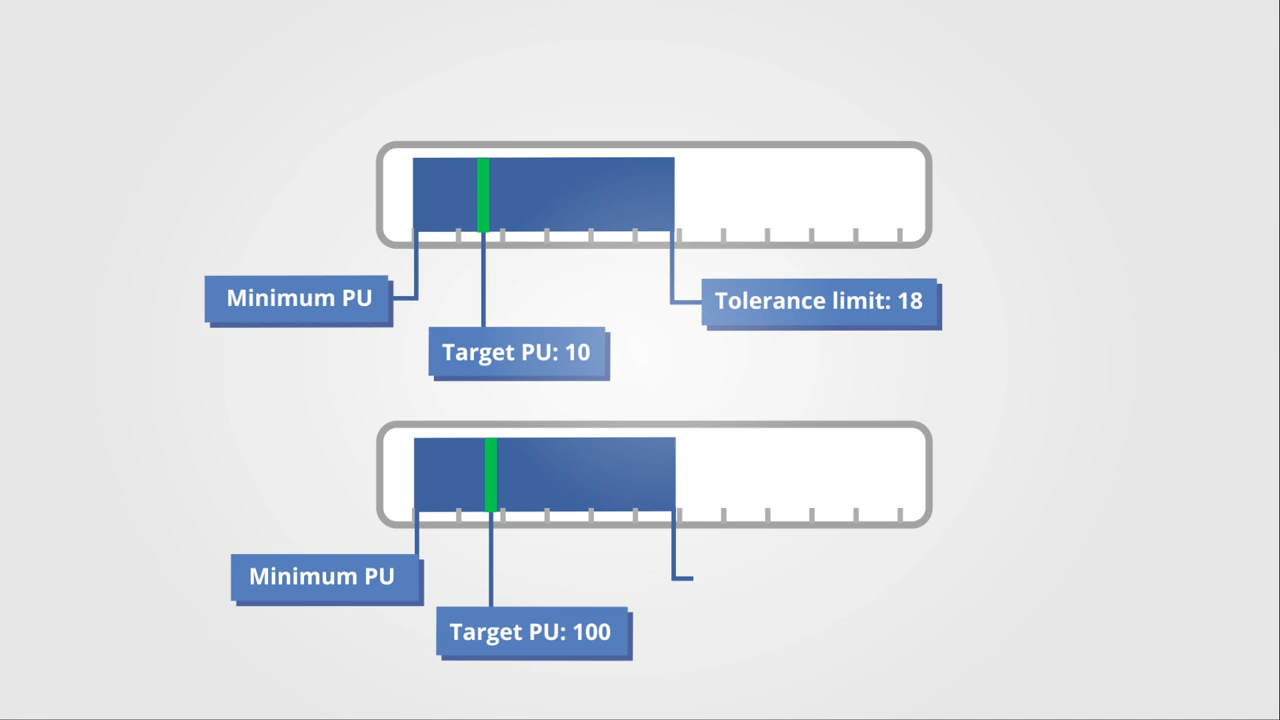 Minimum PU
Tolerance limit: 18
Target PU: 10
Minimum PU
Target PU: 100